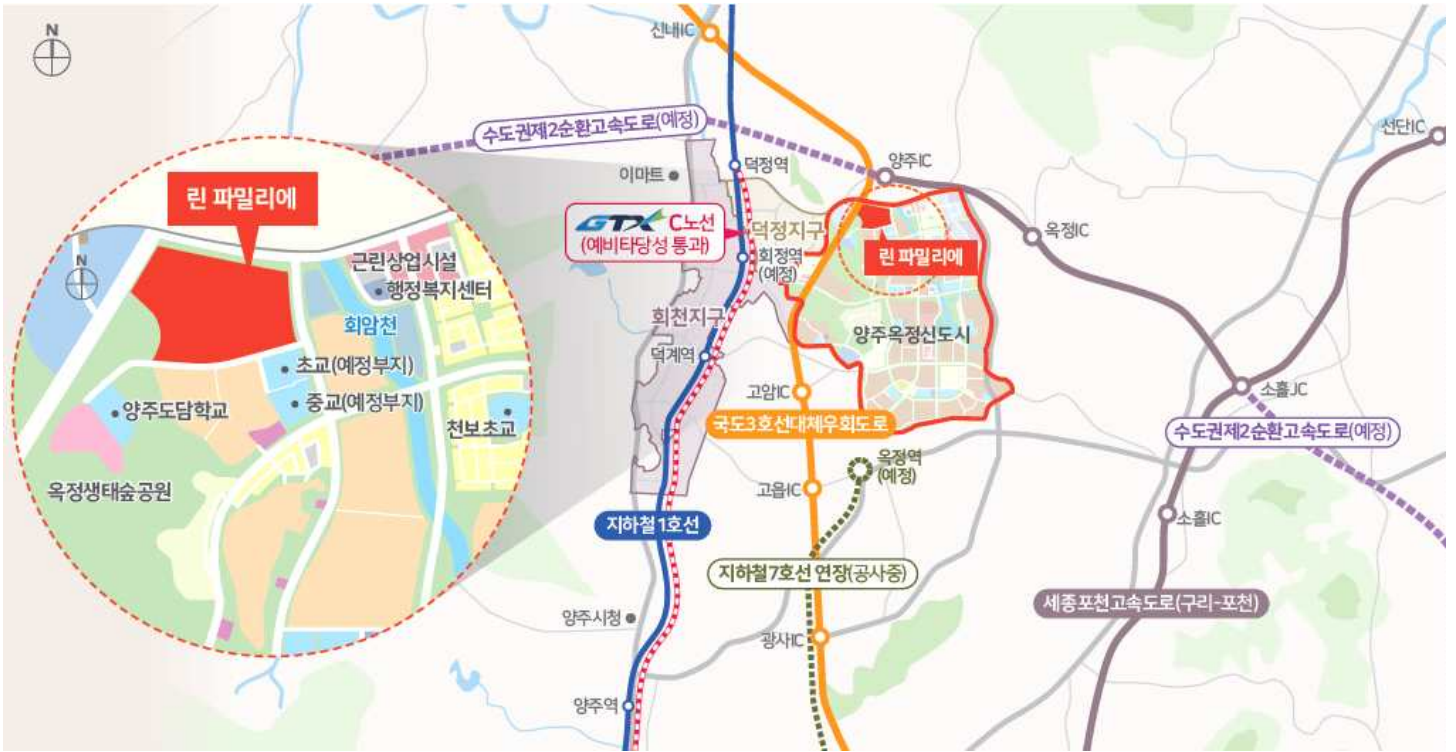 N
신내IC
수도권제2순환고속도로(예정)
선단IC
덕정역
양주IC
이마트
린 파밀리에
GTX C노선
(예비타당성 통과)
덕정지구
옥정IC
회정역
(예정)
린 파밀리에
N
근린상업시설
행정복지센터
회암천
회천지구
양주옥정신도시
초교(예정부지)
덕계역
고암IC
소흘JC
중교(예정부지)
양주도담학교
천보초교
국도3호선대체우회도로
수도권제2순환고속도로(예정)
옥정역
(예정)
옥정생태숲공원
고읍IC
소흘IC
지하철1호선
지하철7호선 연장(공사중)
세종포천고속도로(구리-포천)
양주시청
광사IC
양주역